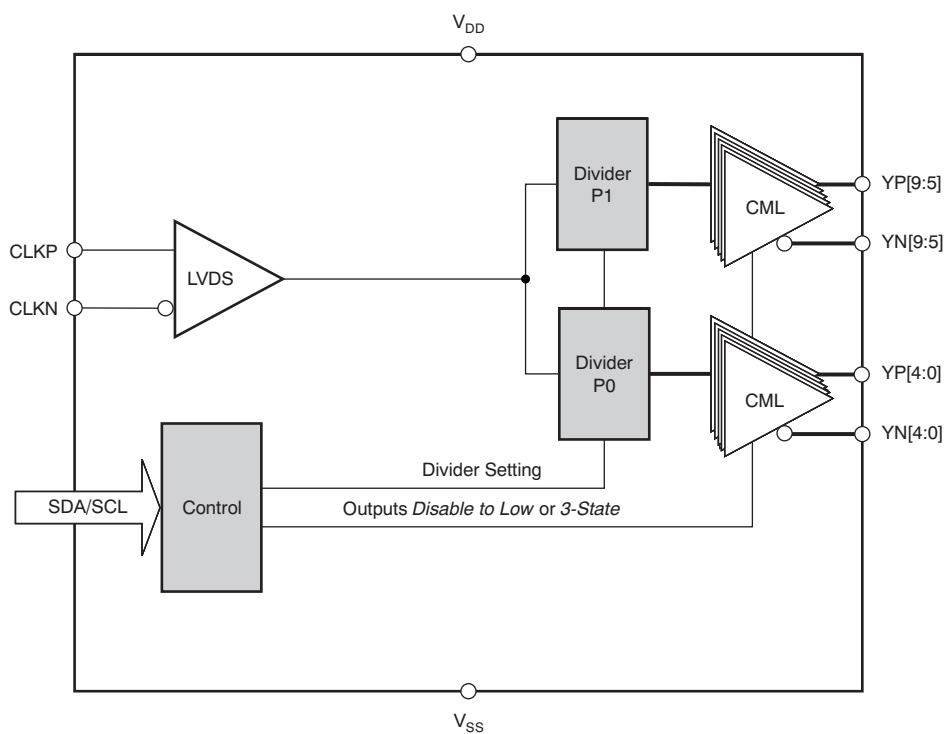 V_DD
Divider
P1
CML
YP[9:5]
YN[9:5]
CLKP
LVDS
CLKN
Divider
P0
CML
YP[4:0]
YN[4:0]
Divider Setting
SDA/SCL
Control
Outputs Disable to Low or 3-State
V_SS